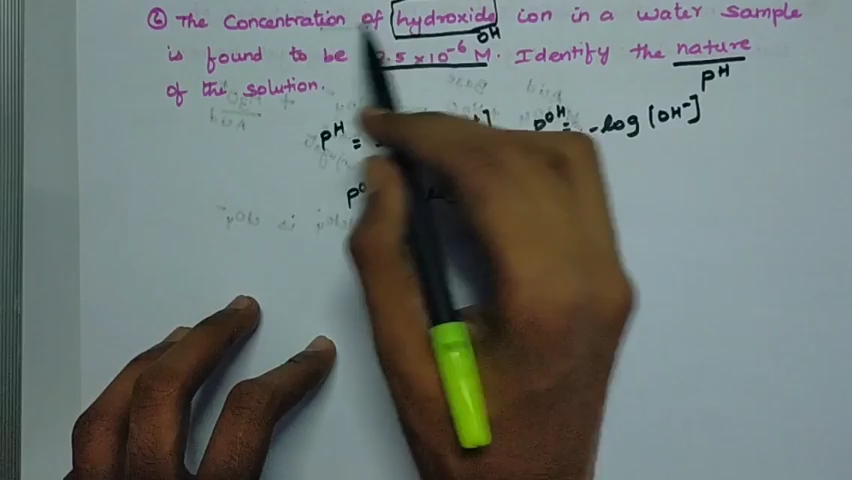 ⑥ The Concentration of hydroxide ion in a water sample
OH
is found to be 2.5 × 10⁻⁶ M. Identify the nature
of the solution.
pH
pH =
pOH = -log [OH⁻]